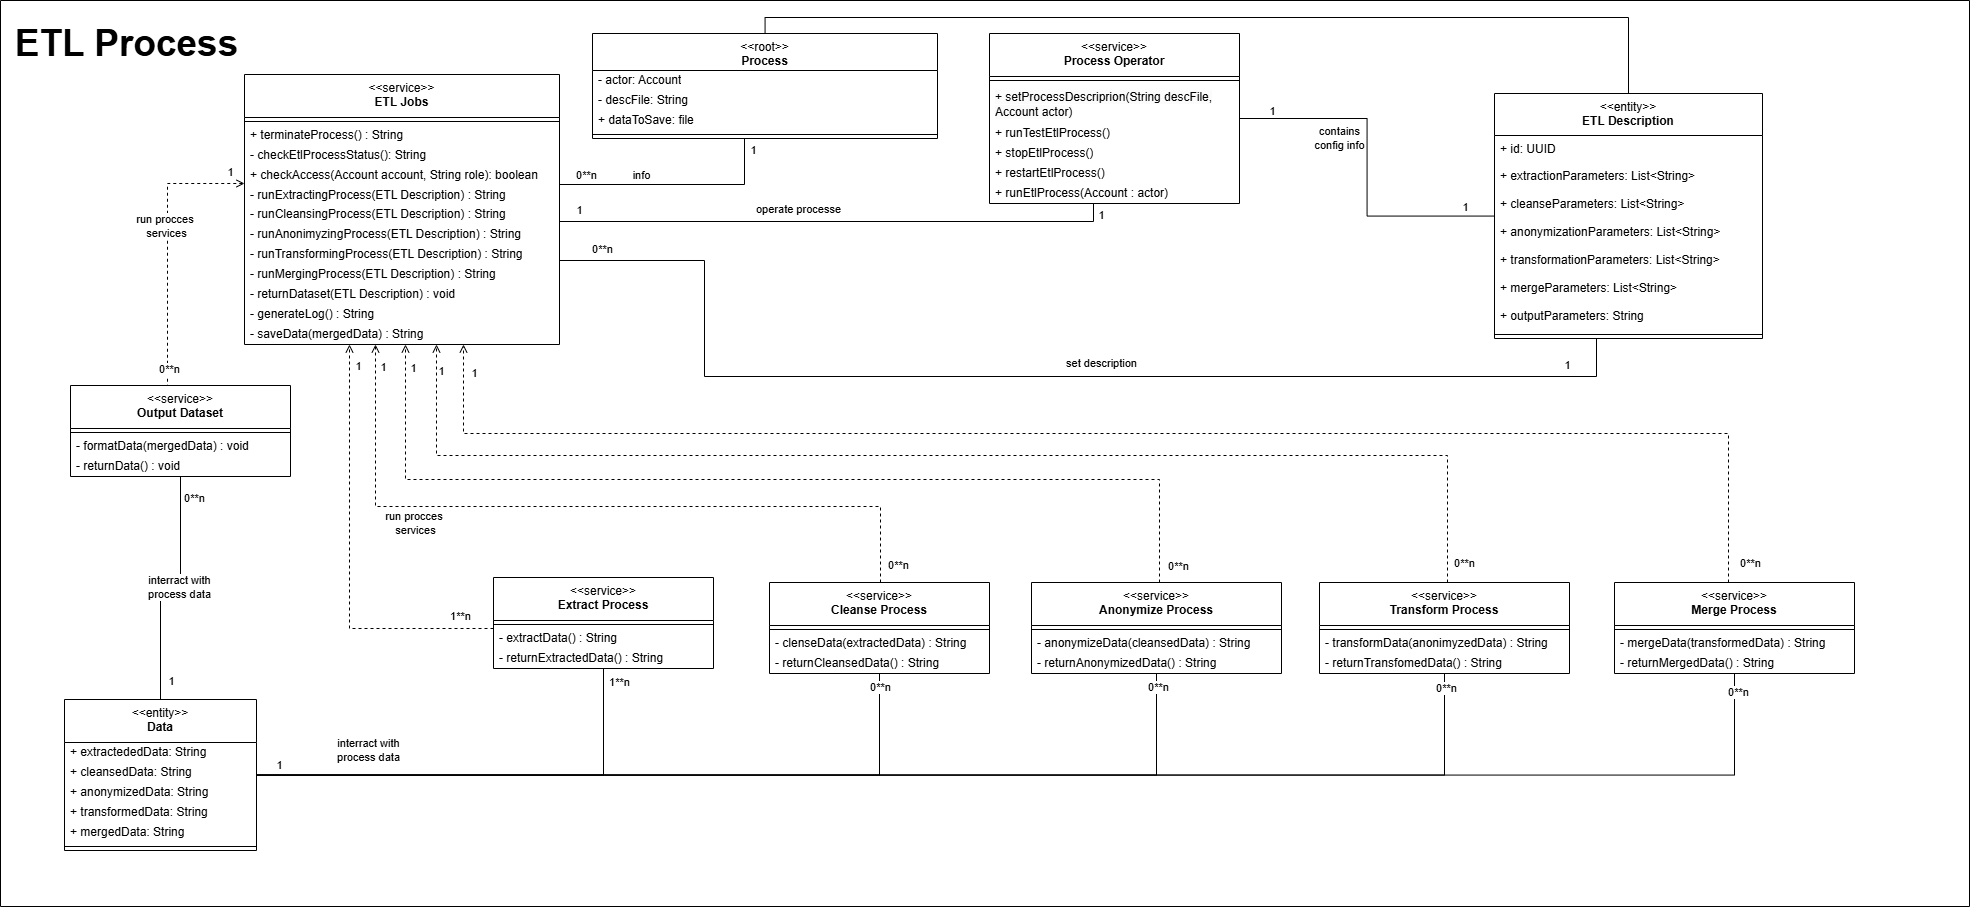 ETL Process
<<service>>
ETL Jobs
+ terminateProcess() : String
- checkEtlProcessStatus(): String
+ checkAccess(Account account, String role): boolean
- runExtractingProcess(ETL Description) : String
- runCleansingProcess(ETL Description) : String
- runAnonimyzingProcess(ETL Description) : String
- runTransformingProcess(ETL Description) : String
- runMergingProcess(ETL Description) : String
- returnDataset(ETL Description) : void
- generateLog() : String
- saveData(mergedData) : String
<<root>>
Process
- actor: Account
- descFile: String
+ dataToSave: file
1
0**n
info
<<service>>
Process Operator
+ setProcessDescriprion(String descFile,
Account actor)
+ runTestEtlProcess()
+ stopEtlProcess()
+ restartEtlProcess()
+ runEtlProcess(Account : actor)
1
operate processe
1
1
contains
config info
1
<<entity>>
ETL Description
+ id: UUID
+ extractionParameters: List<String>
+ cleanseParameters: List<String>
+ anonymizationParameters: List<String>
+ transformationParameters: List<String>
+ mergeParameters: List<String>
+ outputParameters: String
0**n
set description
1
1
run procces
services
0**n
<<service>>
Output Dataset
- formatData(mergedData) : void
- returnData() : void
0**n
interract with
process data
1
1
1
1
1
1
run procces
services
1**n
<<service>>
Extract Process
- extractData() : String
- returnExtractedData() : String
1**n
0**n
<<service>>
Cleanse Process
- clenseData(extractedData) : String
- returnCleansedData() : String
0**n
0**n
<<service>>
Anonymize Process
- anonymizeData(cleansedData) : String
- returnAnonymizedData() : String
0**n
0**n
<<service>>
Transform Process
- transformData(anonimyzedData) : String
- returnTransfomedData() : String
0**n
0**n
<<service>>
Merge Process
- mergeData(transformedData) : String
- returnMergedData() : String
0**n
<<entity>>
Data
+ extractededData: String
+ cleansedData: String
+ anonymizedData: String
+ transformedData: String
+ mergedData: String
1
interract with
process data